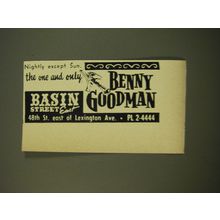 Nightly except Sun.
the one and only
BENNY
GOODMAN
BASIN
STREET East
48th St. east of Lexington Ave. • PL 2-4444